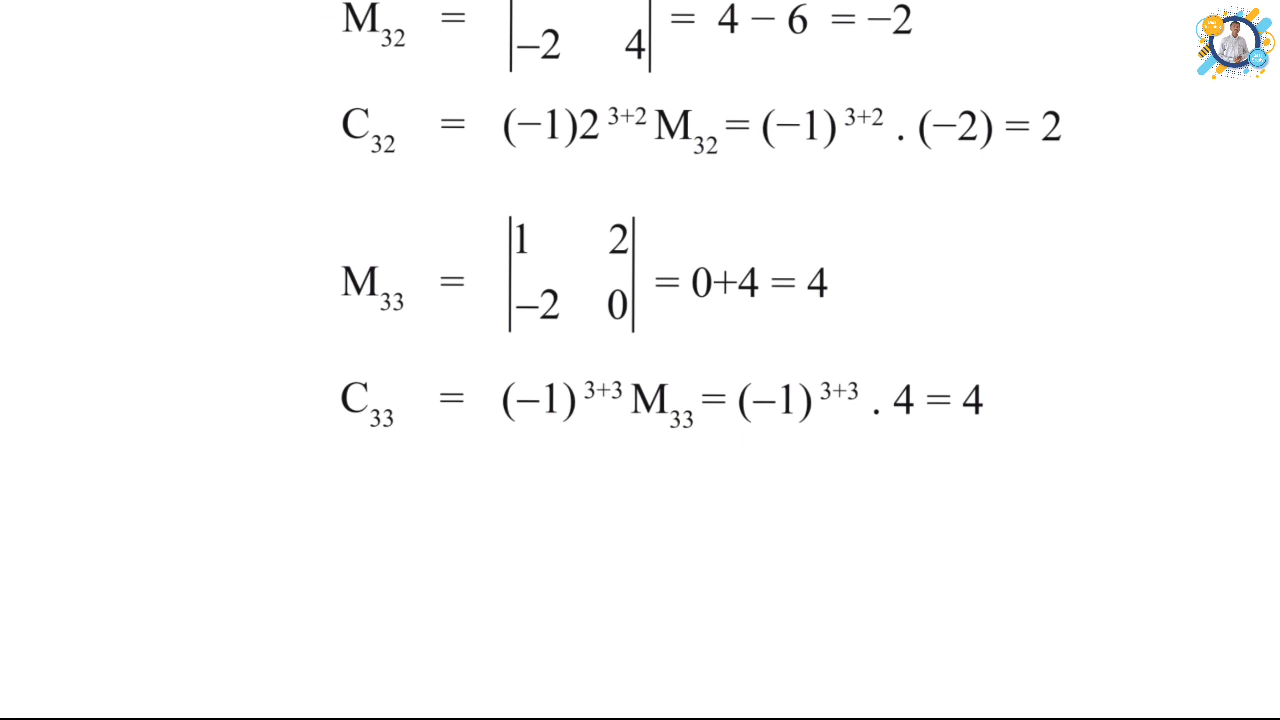 M₃₂ = |−2 4| = 4 − 6 = −2
C₃₂ = (−1)2 ³⁺² M₃₂ = (−1) ³⁺² . (−2) = 2
|1 2|
M₃₃ = = 0+4 = 4
|−2 0|
C₃₃ = (−1) ³⁺³ M₃₃ = (−1) ³⁺³ . 4 = 4